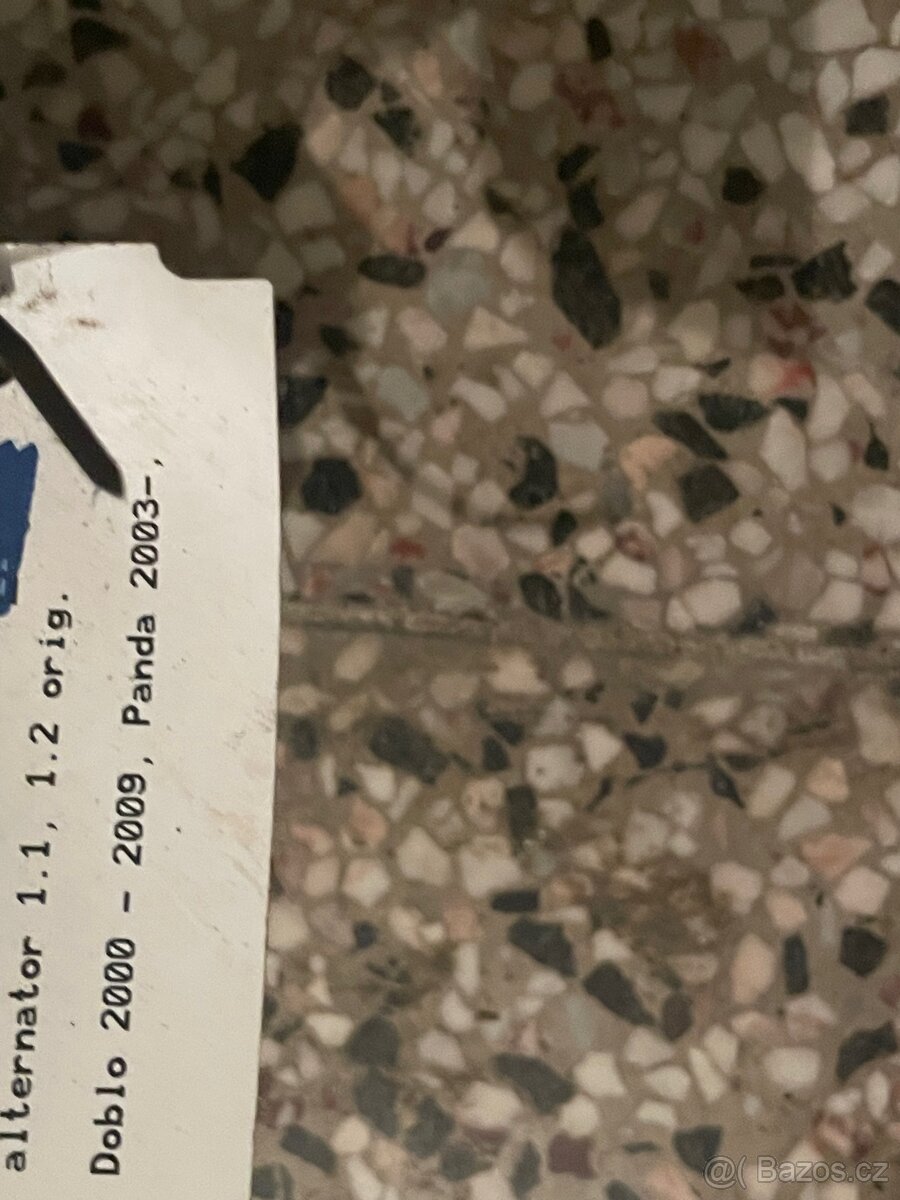 alternator 1.1, 1.2 orig.
Doblo 2000 - 2009, Panda 2003-,
@( Bazos.cz